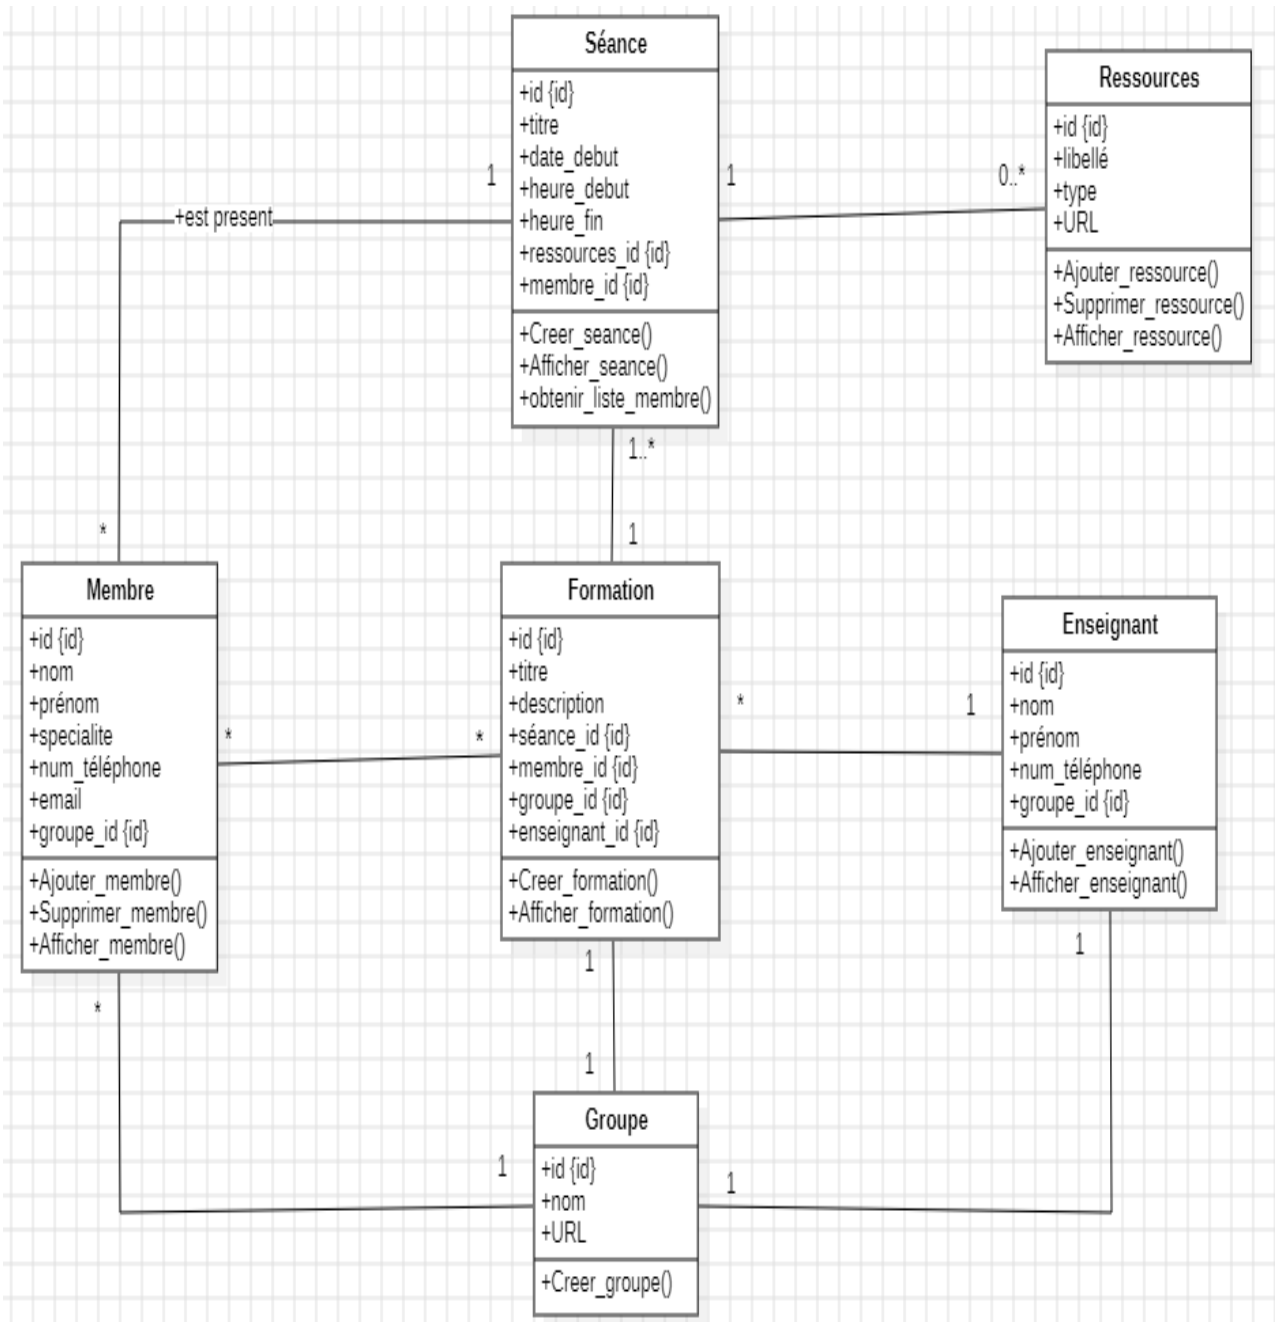 Séance
+id {id}
+titre
+date_debut
+heure_debut
+heure_fin
+ressources_id {id}
+membre_id {id}
+Creer_seance()
+Afficher_seance()
+obtenir_liste_membre()
Ressources
+id {id}
+libellé
+type
+URL
+Ajouter_ressource()
+Supprimer_ressource()
+Afficher_ressource()
1
1
0..*
+est present
1..*
1
*
Membre
+id {id}
+nom
+prénom
+specialite
+num_téléphone
+email
+groupe_id {id}
+Ajouter_membre()
+Supprimer_membre()
+Afficher_membre()
*
*
Formation
+id {id}
+titre
+description
+séance_id {id}
+membre_id {id}
+groupe_id {id}
+enseignant_id {id}
+Creer_formation()
+Afficher_formation()
*
1
Enseignant
+id {id}
+nom
+prénom
+num_téléphone
+groupe_id {id}
+Ajouter_enseignant()
+Afficher_enseignant()
*
1
1
1
1
1
Groupe
+id {id}
+nom
+URL
+Creer_groupe()